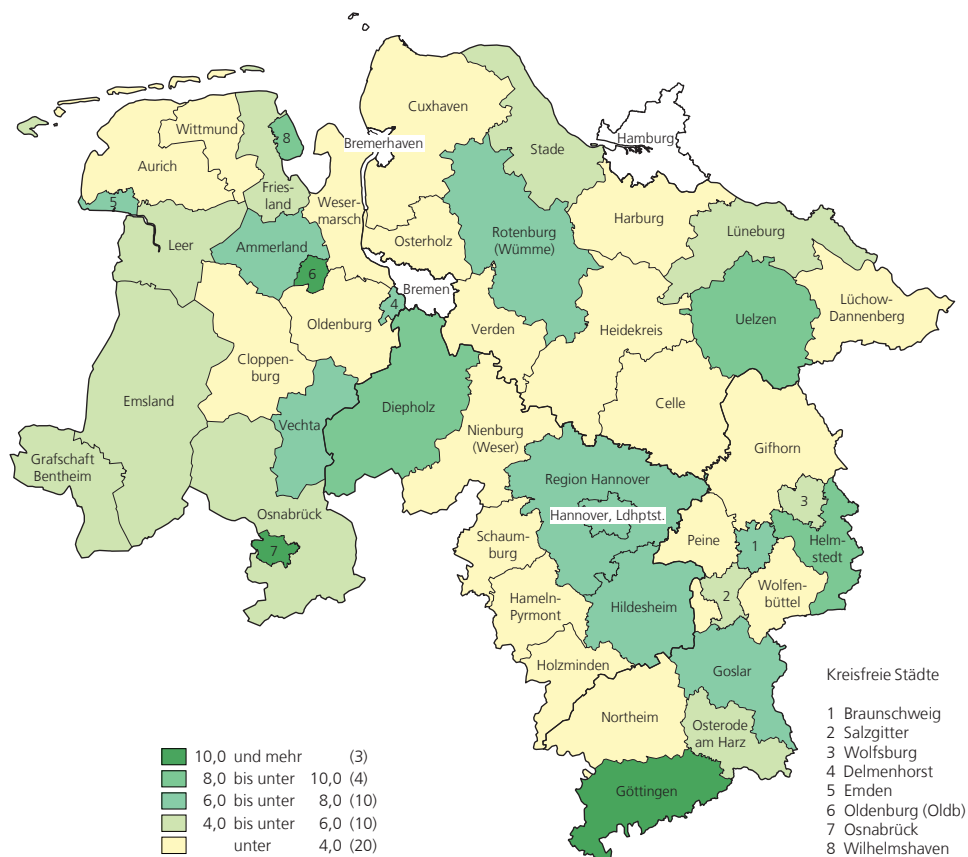 Cuxhaven
Wittmund
8
Bremerhaven
Hamburg
Stade
Aurich
Fries-
land
Weser-
marsch
5
Harburg
Rotenburg
(Wümme)
Lüneburg
Leer
Ammerland
Osterholz
6
Bremen
4
Lüchow-
Dannenberg
Oldenburg
Verden
Heidekreis
Uelzen
Cloppen-
burg
Emsland
Diepholz
Celle
Vechta
Nienburg
(Weser)
Gifhorn
Grafschaft
Bentheim
Region Hannover
3
Osnabrück
Hannover, Ldhptst.
7
Schaum-
burg
Peine
1
Helm-
stedt
Wolfen-
büttel
2
Hameln-
Pyrmont
Hildesheim
Holzminden
Goslar
Northeim
Osterode
am Harz
Göttingen
10,0 und mehr (3)
8,0 bis unter 10,0 (4)
6,0 bis unter 8,0 (10)
4,0 bis unter 6,0 (10)
unter 4,0 (20)
Kreisfreie Städte
1 Braunschweig
2 Salzgitter
3 Wolfsburg
4 Delmenhorst
5 Emden
6 Oldenburg (Oldb)
7 Osnabrück
8 Wilhelmshaven